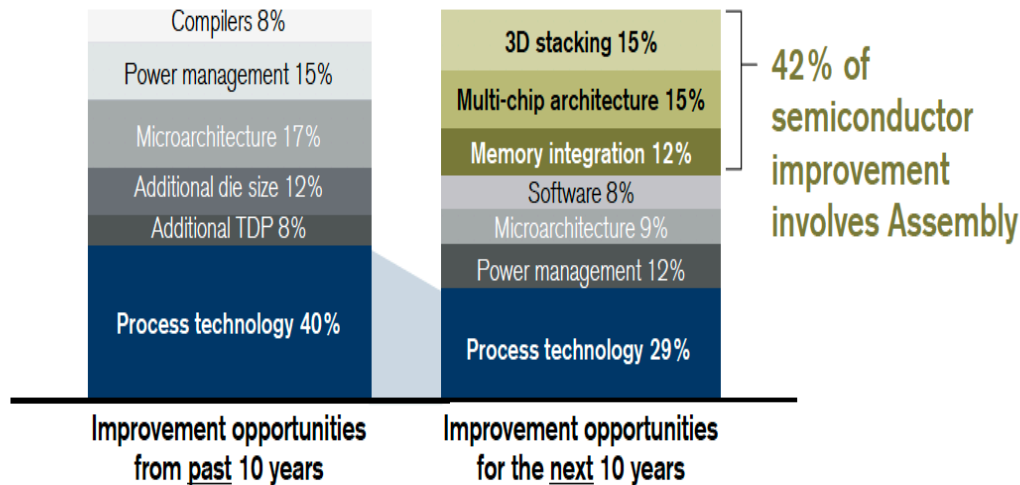 Compilers 8%
Power management 15%
Microarchitecture 17%
Additional die size 12%
Additional TDP 8%
Process technology 40%
Improvement opportunities
from past 10 years
3D stacking 15%
Multi-chip architecture 15%
Memory integration 12%
Software 8%
Microarchitecture 9%
Power management 12%
Process technology 29%
Improvement opportunities
for the next 10 years
42% of
semiconductor
improvement
involves Assembly